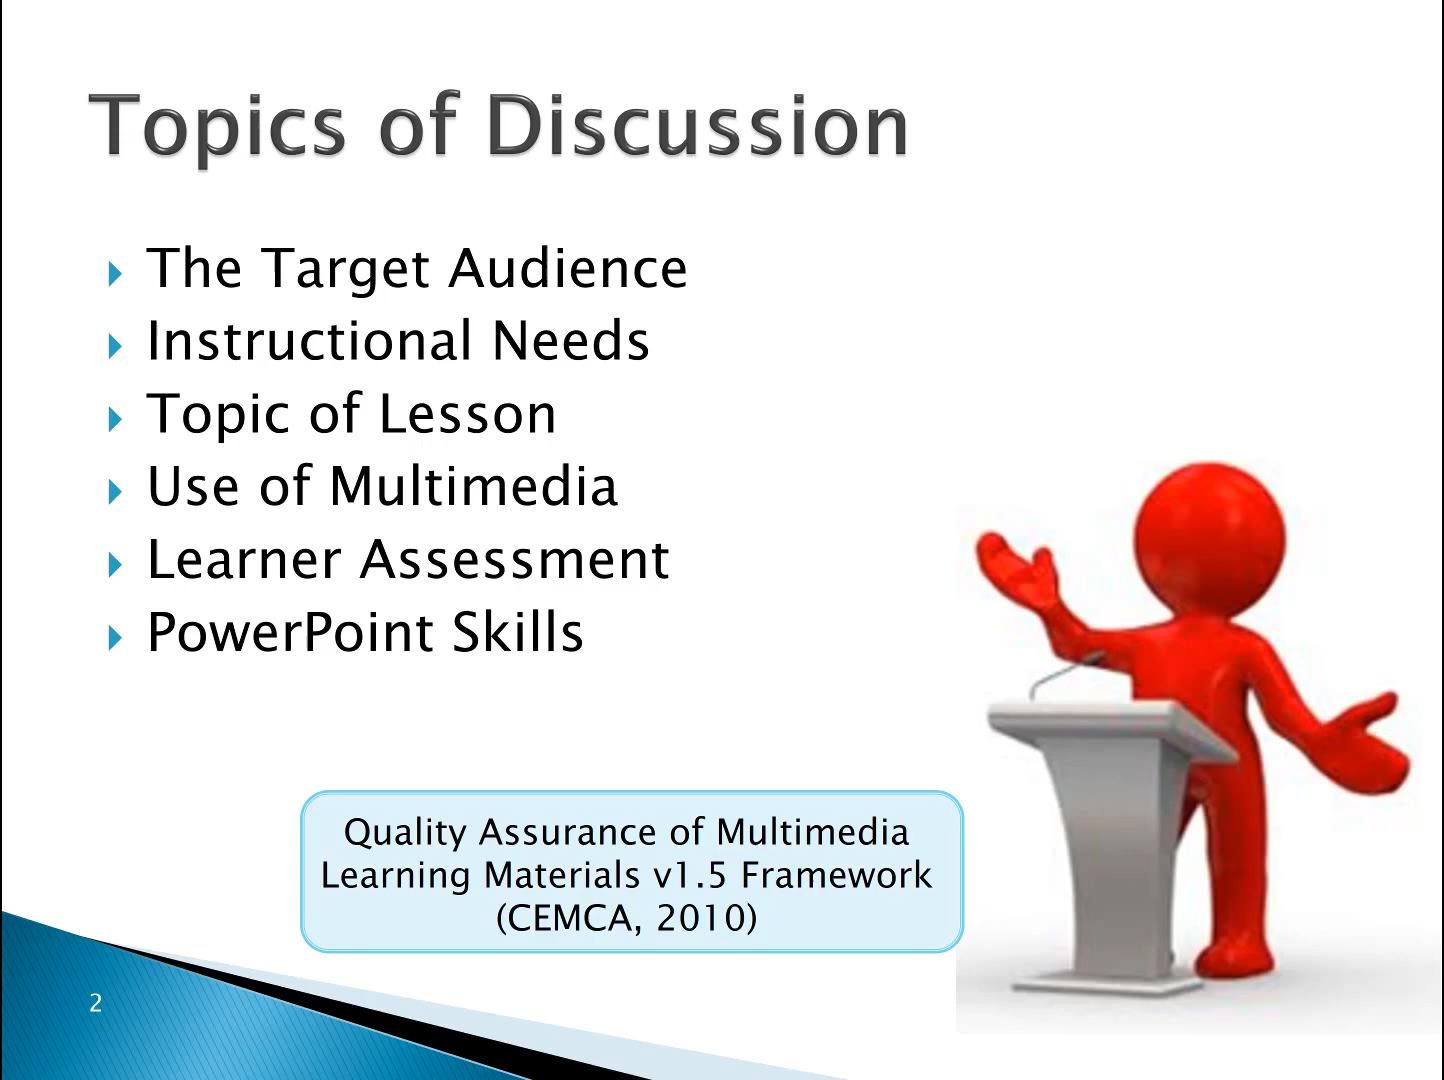 Topics of Discussion
The Target Audience
Instructional Needs
Topic of Lesson
Use of Multimedia
Learner Assessment
PowerPoint Skills
Quality Assurance of Multimedia
Learning Materials v1.5 Framework
(CEMCA, 2010)
2